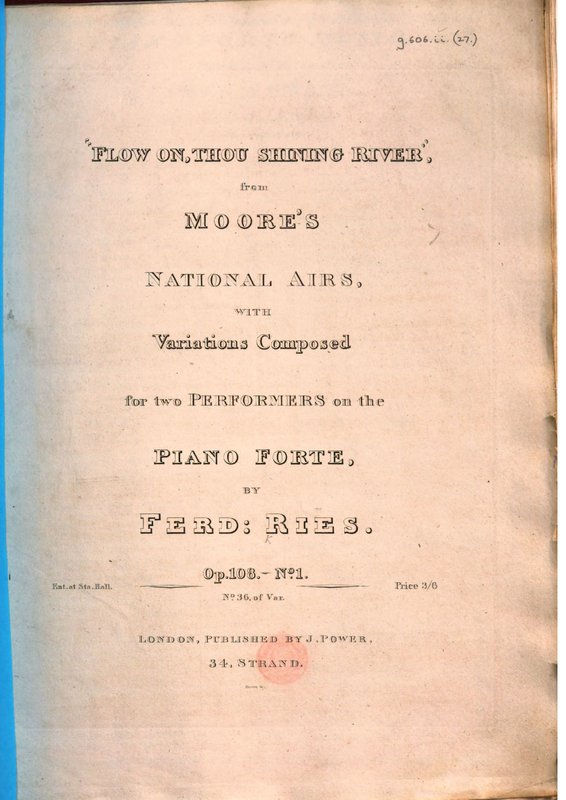 g.606.ii.(27.)
"FLOW ON, THOU SHINING RIVER",
from
MOORE'S
NATIONAL AIRS,
WITH
Variations Composed
for two PERFORMERS on the
PIANO FORTE,
BY
FERD: RIES.
Op.108.- No.1.
Ent. at Sta. Hall.
Price 3/6
No. 36, of Var.
LONDON, PUBLISHED BY J. POWER,
34, STRAND.